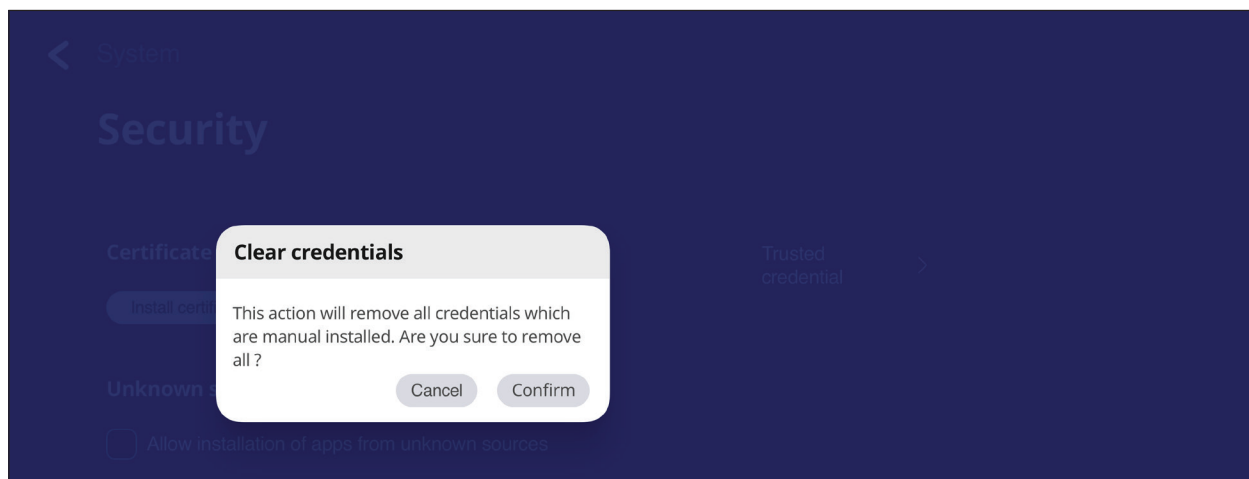 System
Security
Certificate
Trusted
credential
Install certifi
Clear credentials
This action will remove all credentials which
are manual installed. Are you sure to remove
all ?
Cancel Confirm
Unknown s
Allow installation of apps from unknown sources